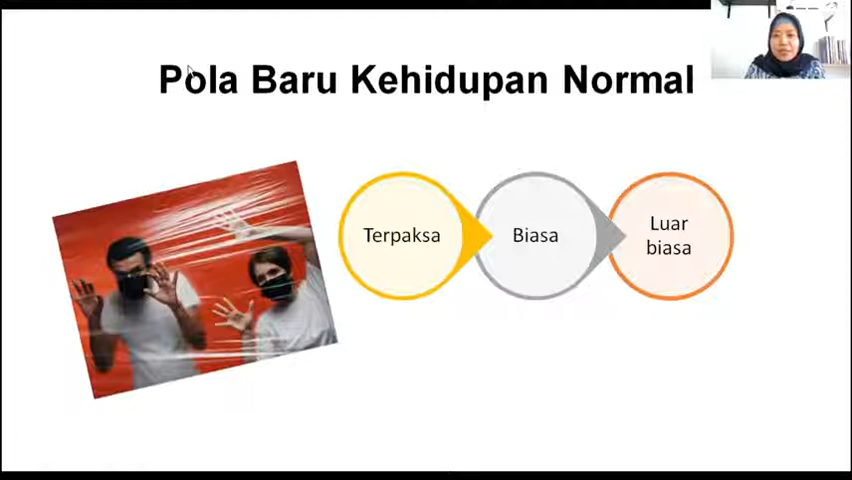 Pola Baru Kehidupan Normal
Terpaksa
Biasa
Luar
biasa